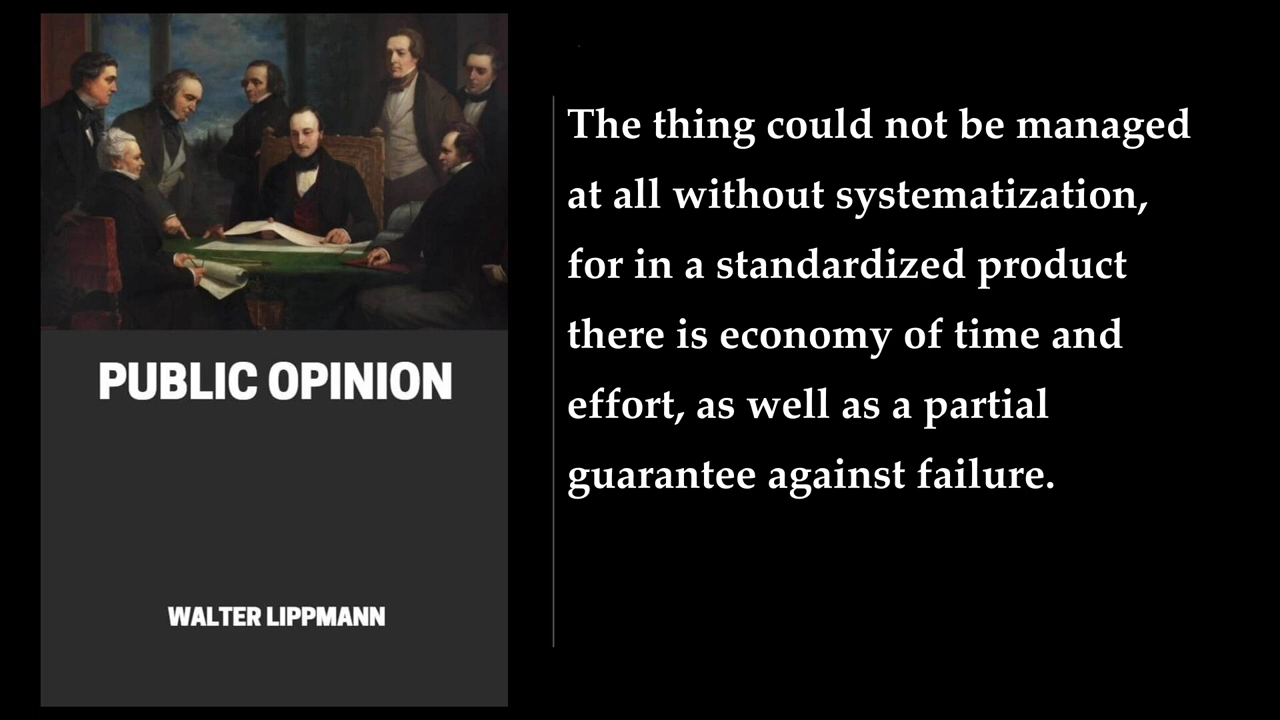 PUBLIC OPINION
WALTER LIPPMANN
The thing could not be managed
at all without systematization,
for in a standardized product
there is economy of time and
effort, as well as a partial
guarantee against failure.